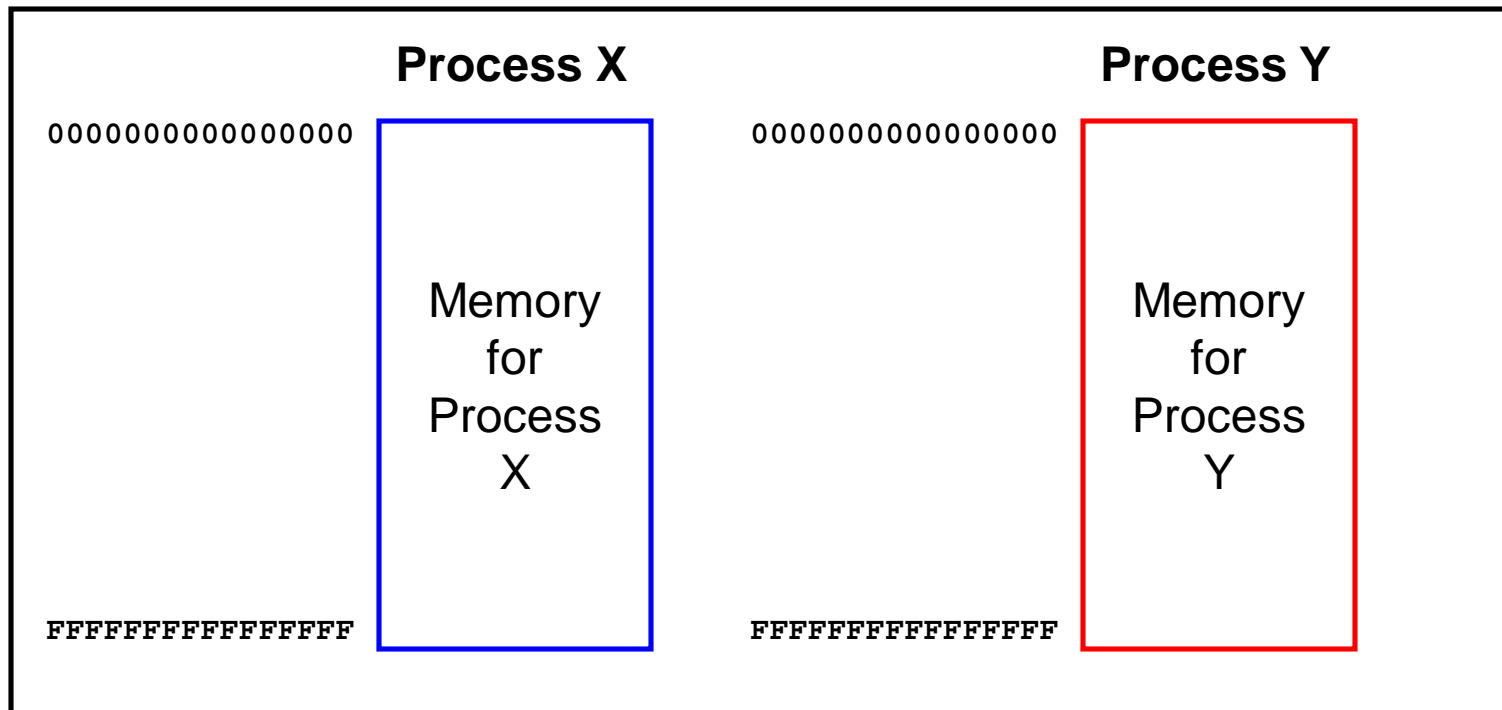 Process X
0000000000000000
Memory
for
Process
X
FFFFFFFFFFFFFFFF
Process Y
0000000000000000
Memory
for
Process
Y
FFFFFFFFFFFFFFFF